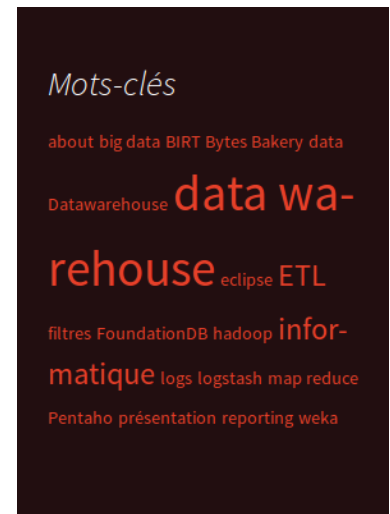 Mots-clés
about big data BIRT Bytes Bakery data
Datawarehouse data wa-
rehouse eclipse ETL
filtres FoundationDB hadoop infor-
matique logs logstash map reduce
Pentaho présentation reporting weka